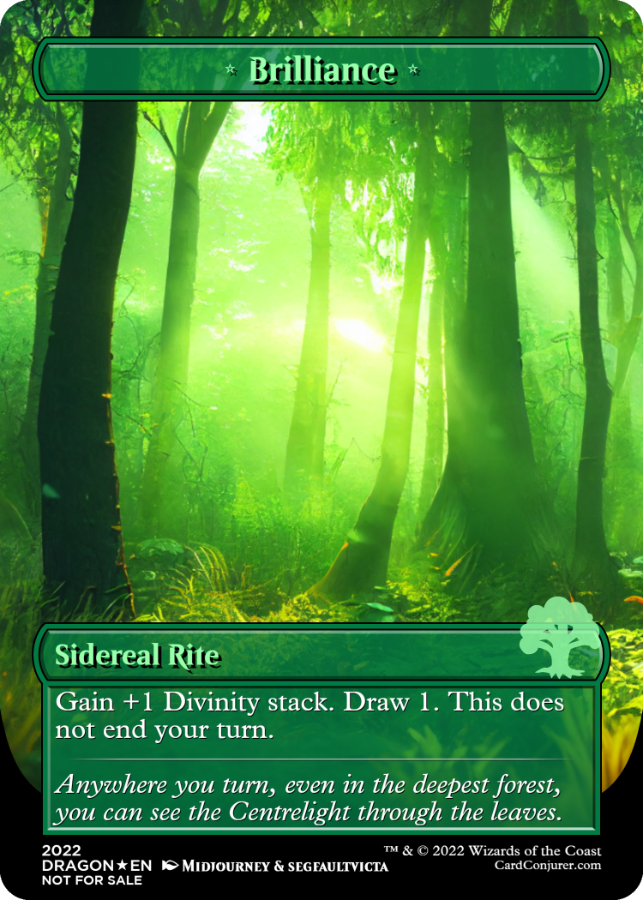 ⋆ Brilliance ⋆
Sidereal Rite
Gain +1 Divinity stack. Draw 1. This does
not end your turn.
Anywhere you turn, even in the deepest forest,
you can see the Centrelight through the leaves.
2022
DRAGON★EN Midjourney & segfaultvicta
NOT FOR SALE
™ & © 2022 Wizards of the Coast
CardConjurer.com